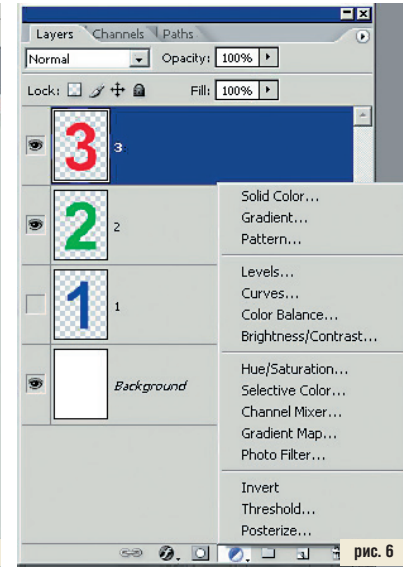 Layers Channels Paths
Normal Opacity: 100%
Lock: Fill: 100%
3 3
2 2
1 1
Background
Solid Color...
Gradient...
Pattern...
Levels...
Curves...
Color Balance...
Brightness/Contrast...
Hue/Saturation...
Selective Color...
Channel Mixer...
Gradient Map...
Photo Filter...
Invert
Threshold...
Posterize...
рис. 6